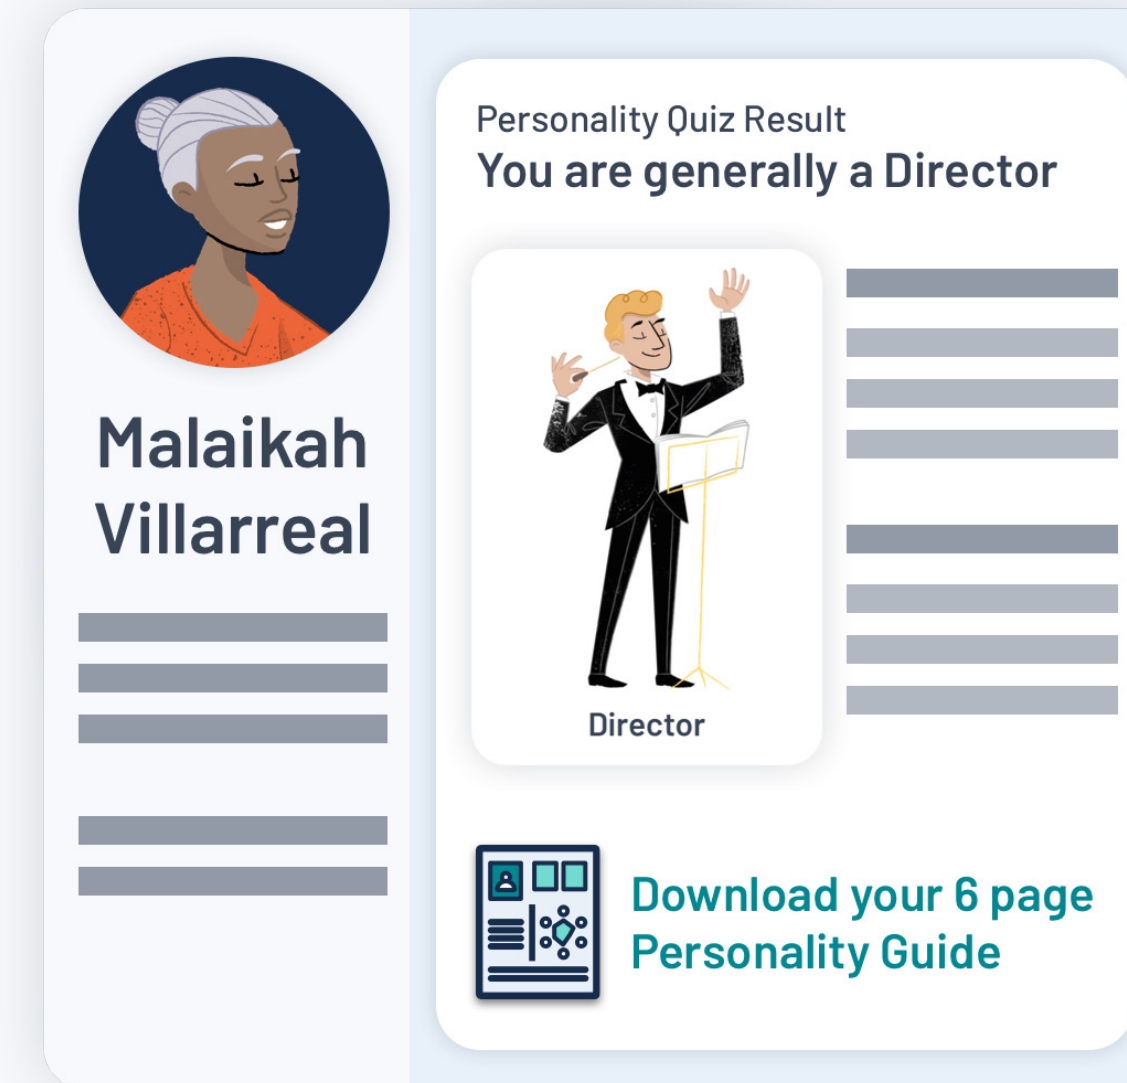 Malaikah
Villarreal
Personality Quiz Result
You are generally a Director
Director
Download your 6 page
Personality Guide